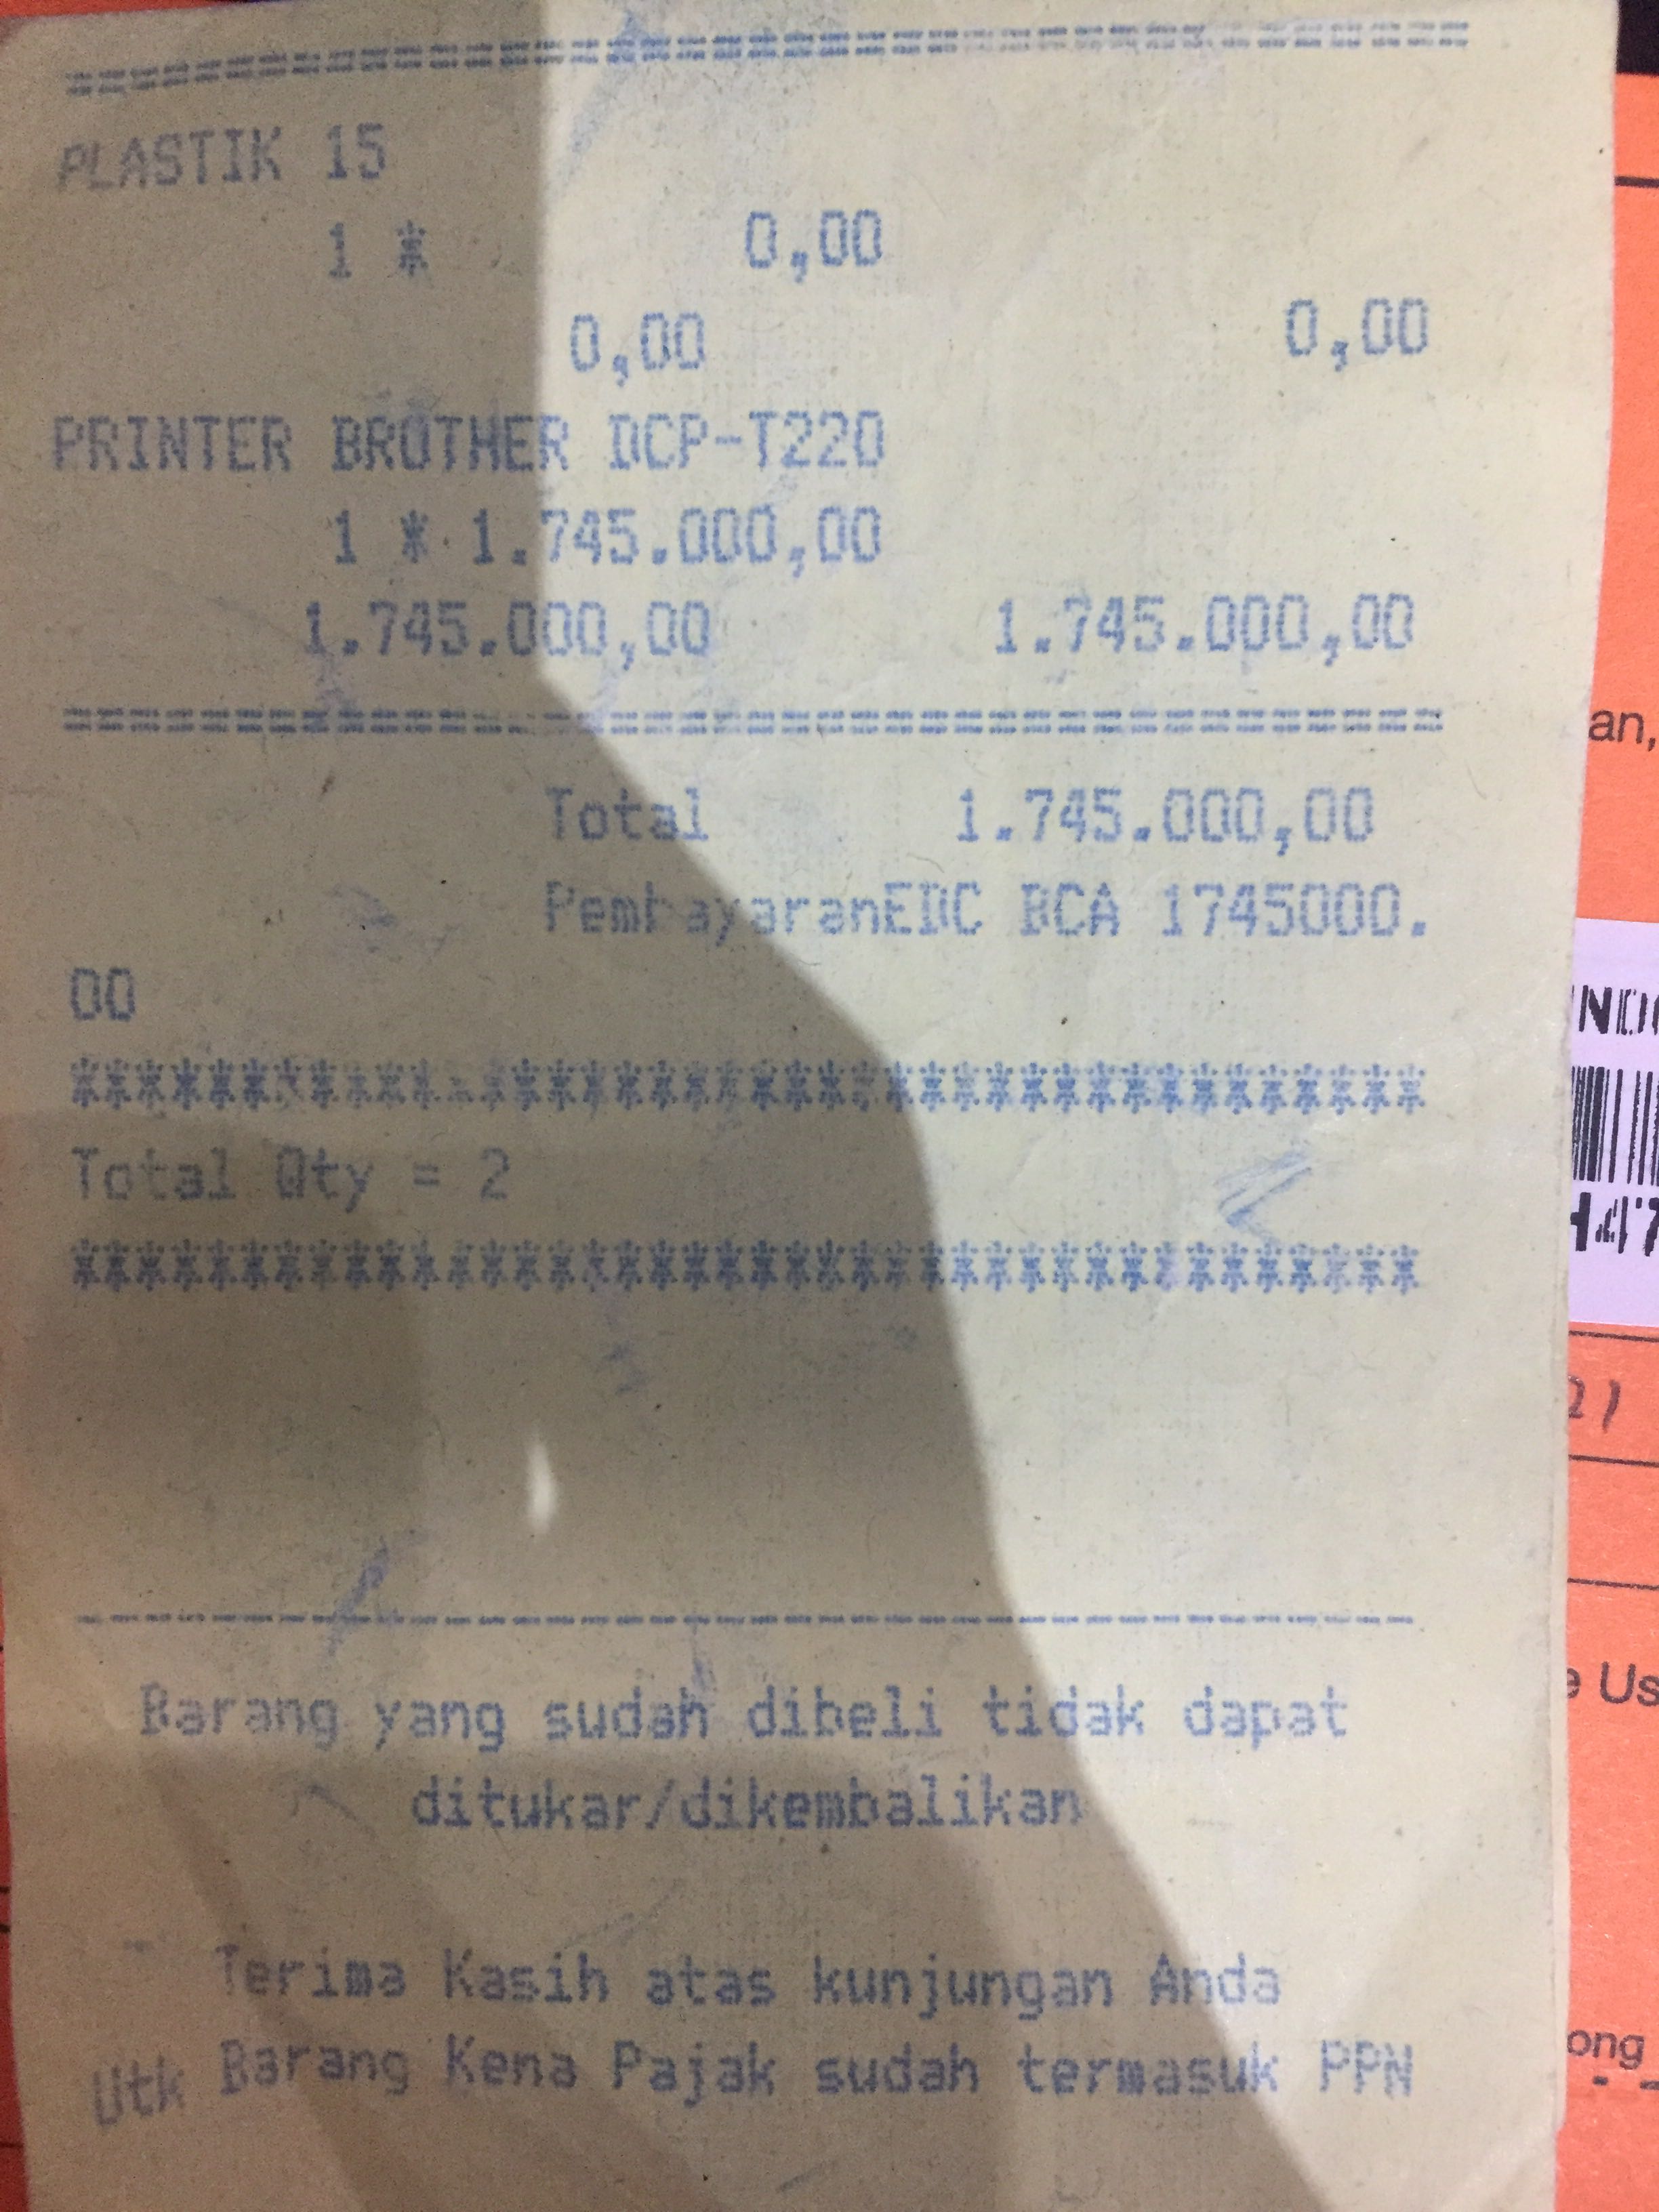 ================================
PLASTIK 15
1 * 0,00
0,00 0,00
PRINTER BROTHER DCP-T220
1 * 1.745.000,00
1.745.000,00 1.745.000,00
================================
Total 1.745.000,00
PembayaranEDC BCA 1745000.
00
****************************************
Total Qty = 2
****************************************
----------------------------------------
Barang yang sudah dibeli tidak dapat
ditukar/dikembalikan
Terima Kasih atas kunjungan Anda
Utk Barang Kena Pajak sudah termasuk PPN
an,